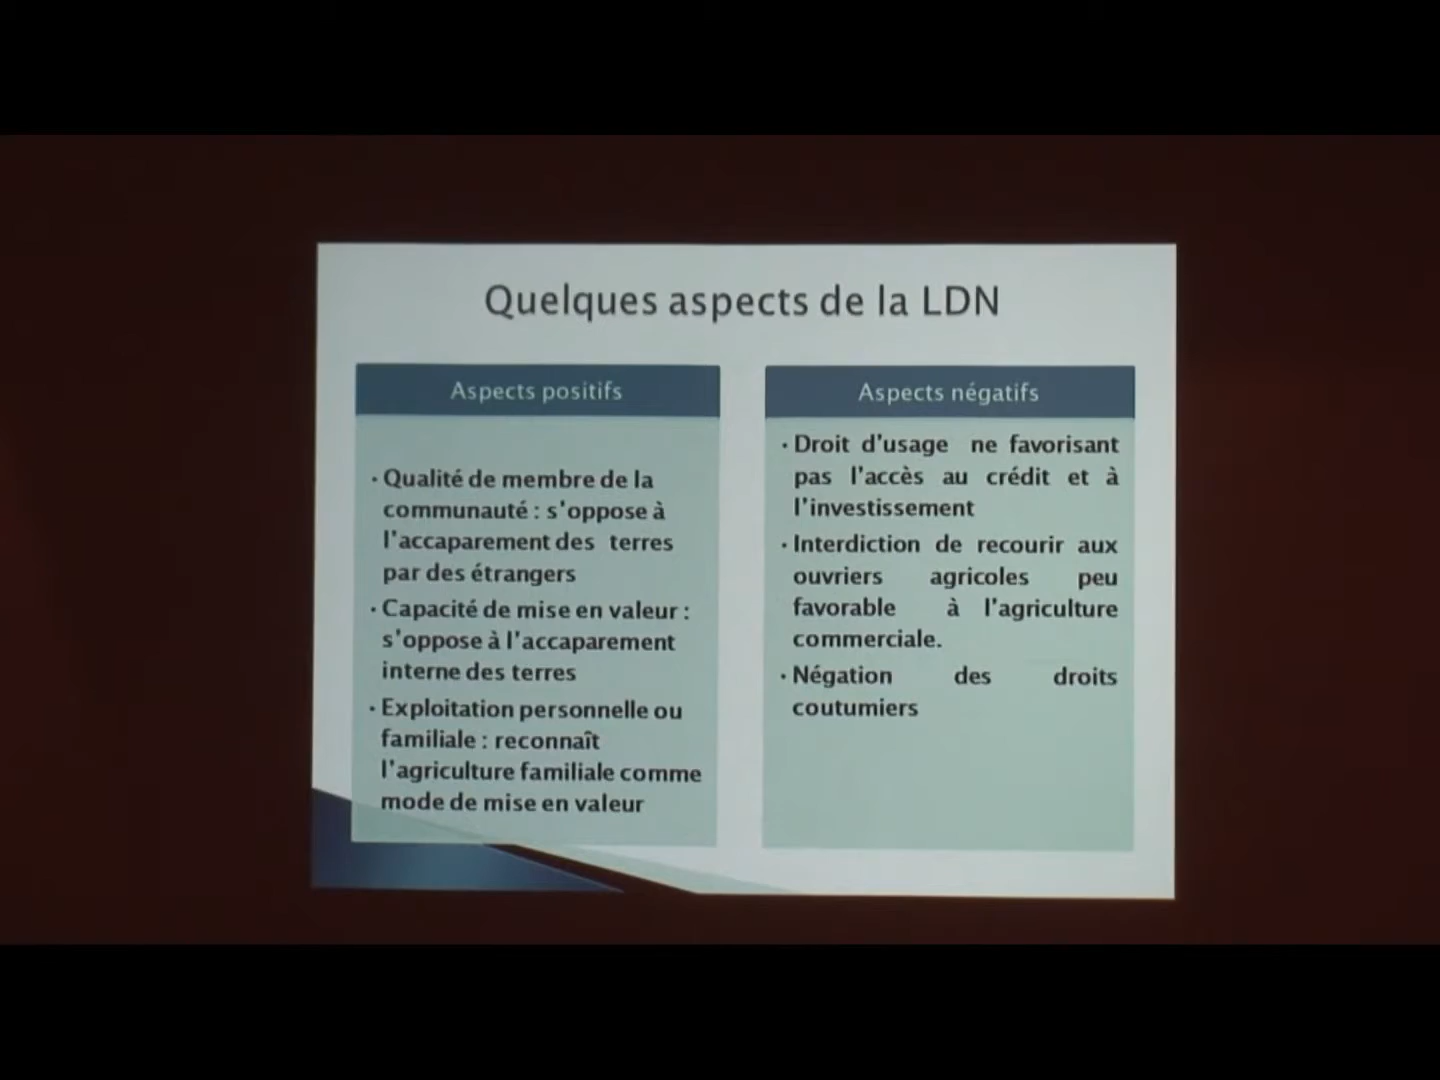 Quelques aspects de la LDN
Aspects positifs
• Qualité de membre de la
communauté : s'oppose à
l'accaparement des terres
par des étrangers
• Capacité de mise en valeur :
s'oppose à l'accaparement
interne des terres
• Exploitation personnelle ou
familiale : reconnaît
l'agriculture familiale comme
mode de mise en valeur
Aspects négatifs
• Droit d'usage ne favorisant
pas l'accès au crédit et à
l'investissement
• Interdiction de recourir aux
ouvriers agricoles peu
favorable à l'agriculture
commerciale.
• Négation des droits
coutumiers